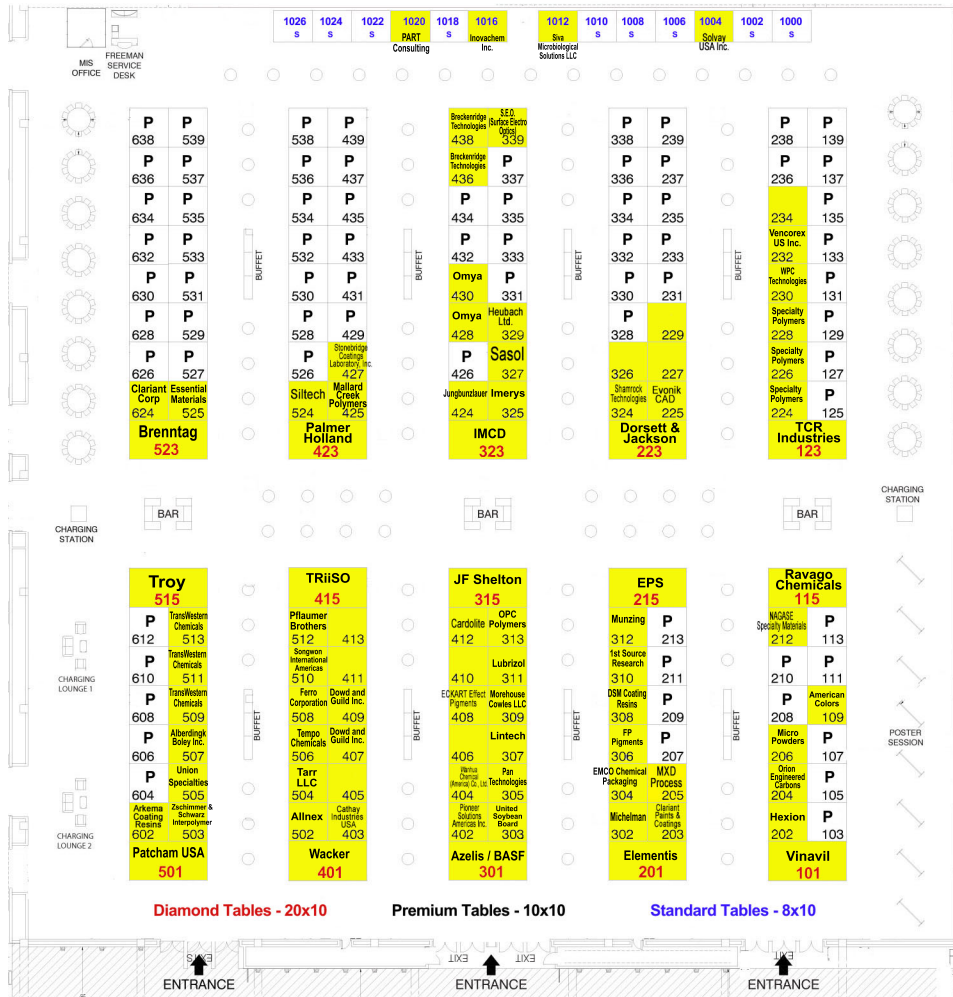 1026 1024 1022 1020 1018 1016 1012 1010 1008 1006 1004 1002 1000
S S S PART Consulting S Inovachem Inc. Siva Microbiological Solutions LLC S S S Solvay USA Inc. S S
MIS OFFICE
FREEMAN SERVICE DESK
P 638 P 539
P 636 P 537
P 634 P 535
P 632 P 533
P 630 P 531
P 628 P 529
P 626 P 527
Clariant Corp 624 Essential Materials 525
Brenntag
523
P 538 P 439
P 536 P 437
P 534 P 435
P 532 P 433
P 530 P 431
P 528 P 429
P 526 Stonebridge Coatings Laboratory, Inc. 427
Siltech 524 Mallard Creek Polymers 425
Palmer Holland
423
Breckenridge Technologies 438 S.E.O. (Surface Electro Optics) 339
Breckenridge Technologies 436 P 337
P 434 P 335
P 432 P 333
Omya 430 P 331
Omya 428 Heubach Ltd. 329
P 426 Sasol 327
Jungbunzlauer 424 Imerys 325
IMCD
323
P 338 P 239
P 336 P 237
P 334 P 235
P 332 P 233
P 330 P 231
P 328 229
326 227
Shamrock Technologies 324 Evonik CAD 225
Dorsett & Jackson
223
P 238 P 139
P 236 P 137
234 P 135
Vencorex US Inc. 232 P 133
WPC Technologies 230 P 131
Specialty Polymers 228 P 129
Specialty Polymers 226 P 127
Specialty Polymers 224 P 125
TCR Industries
123
BUFFET
BUFFET
BUFFET
BUFFET
CHARGING STATION
BAR
BAR
BAR
CHARGING STATION
Troy
515
P 612 TransWestern Chemicals 513
P 610 TransWestern Chemicals 511
P 608 TransWestern Chemicals 509
P 606 Alberdingk Boley Inc. 507
P 604 Union Specialties 505
Arkema Coating Resins 602 Zschimmer & Schwarz Interpolymer 503
Patcham USA
501
TRiiSO
415
Pflaumer Brothers 512 413
Songwon International Americas 510 411
Ferro Corporation 508 Dowd and Guild Inc. 409
Tempo Chemicals 506 Dowd and Guild Inc. 407
Tarr LLC 504 405
Allnex 502 Cathay Industries USA 403
Wacker
401
JF Shelton
315
Cardolite 412 OPC Polymers 313
410 Lubrizol 311
ECKART Effect Pigments 408 Morehouse Cowles LLC 309
406 Lintech 307
Wanhua Chemical (America) Co., Ltd. 404 Pan Technologies 305
Pioneer Solutions Americas Inc. 402 United Soybean Board 303
Azelis / BASF
301
EPS
215
Munzing 312 P 213
1st Source Research 310 P 211
DSM Coating Resins 308 P 209
FP Pigments 306 P 207
EMCO Chemical Packaging 304 MXD Process 205
Michelman 302 Clariant Paints & Coatings 203
Elementis
201
Ravago Chemicals
115
NAGASE Specialty Materials 212 P 113
P 210 P 111
P 208 American Colors 109
Micro Powders 206 P 107
Orion Engineered Carbons 204 P 105
Hexion 202 P 103
Vinavil
101
CHARGING LOUNGE 1
CHARGING LOUNGE 2
BUFFET
BUFFET
BUFFET
BUFFET
POSTER SESSION
Diamond Tables - 20x10 Premium Tables - 10x10 Standard Tables - 8x10
EXITS
EXIT EXIT
EXITS
ENTRANCE ENTRANCE ENTRANCE